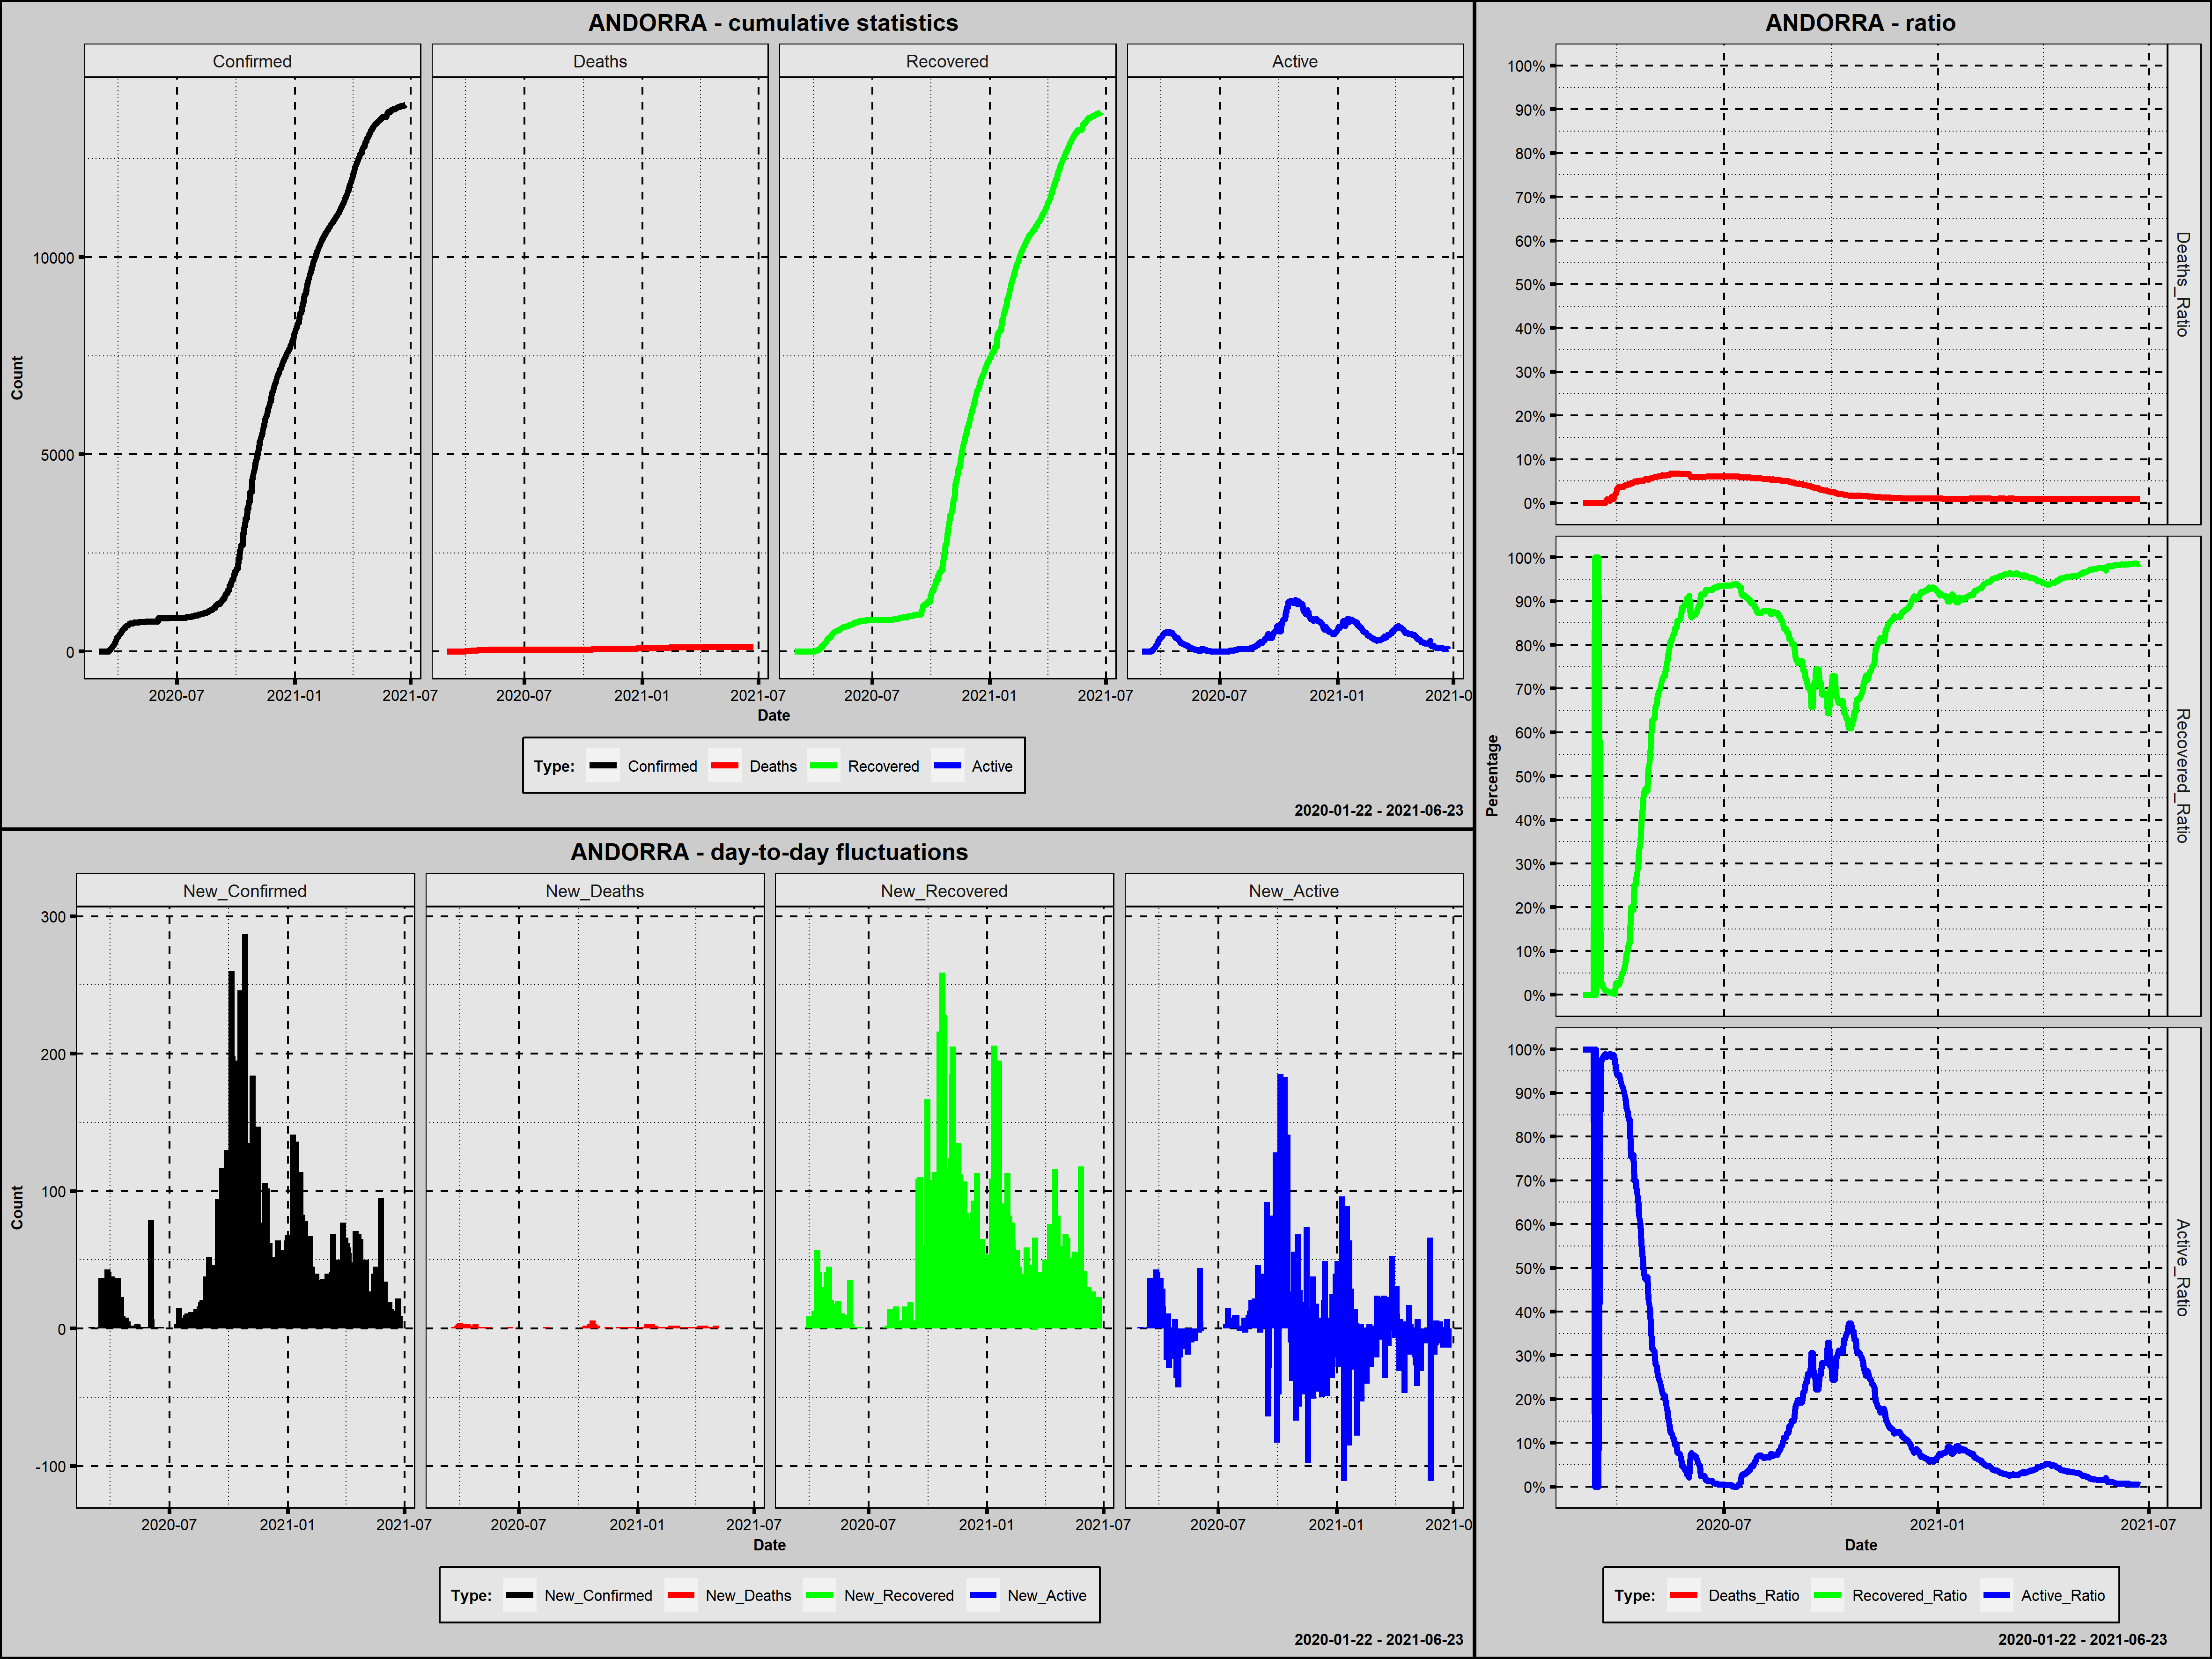 ANDORRA - cumulative statistics
Confirmed Deaths Recovered Active
Count
10000
5000
0
2020-07 2021-01 2021-07 2020-07 2021-01 2021-07 2020-07 2021-01 2021-07 2020-07 2021-01 2021-0
Date
Type: Confirmed Deaths Recovered Active
2020-01-22 - 2021-06-23
ANDORRA - day-to-day fluctuations
New_Confirmed New_Deaths New_Recovered New_Active
Count
300
200
100
0
-100
2020-07 2021-01 2021-07 2020-07 2021-01 2021-07 2020-07 2021-01 2021-07 2020-07 2021-01 2021-0
Date
Type: New_Confirmed New_Deaths New_Recovered New_Active
2020-01-22 - 2021-06-23
ANDORRA - ratio
Percentage
100%
90%
80%
70%
60%
50%
40%
30%
20%
10%
0%
Deaths_Ratio
100%
90%
80%
70%
60%
50%
40%
30%
20%
10%
0%
Recovered_Ratio
100%
90%
80%
70%
60%
50%
40%
30%
20%
10%
0%
Active_Ratio
2020-07 2021-01 2021-07
Date
Type: Deaths_Ratio Recovered_Ratio Active_Ratio
2020-01-22 - 2021-06-23